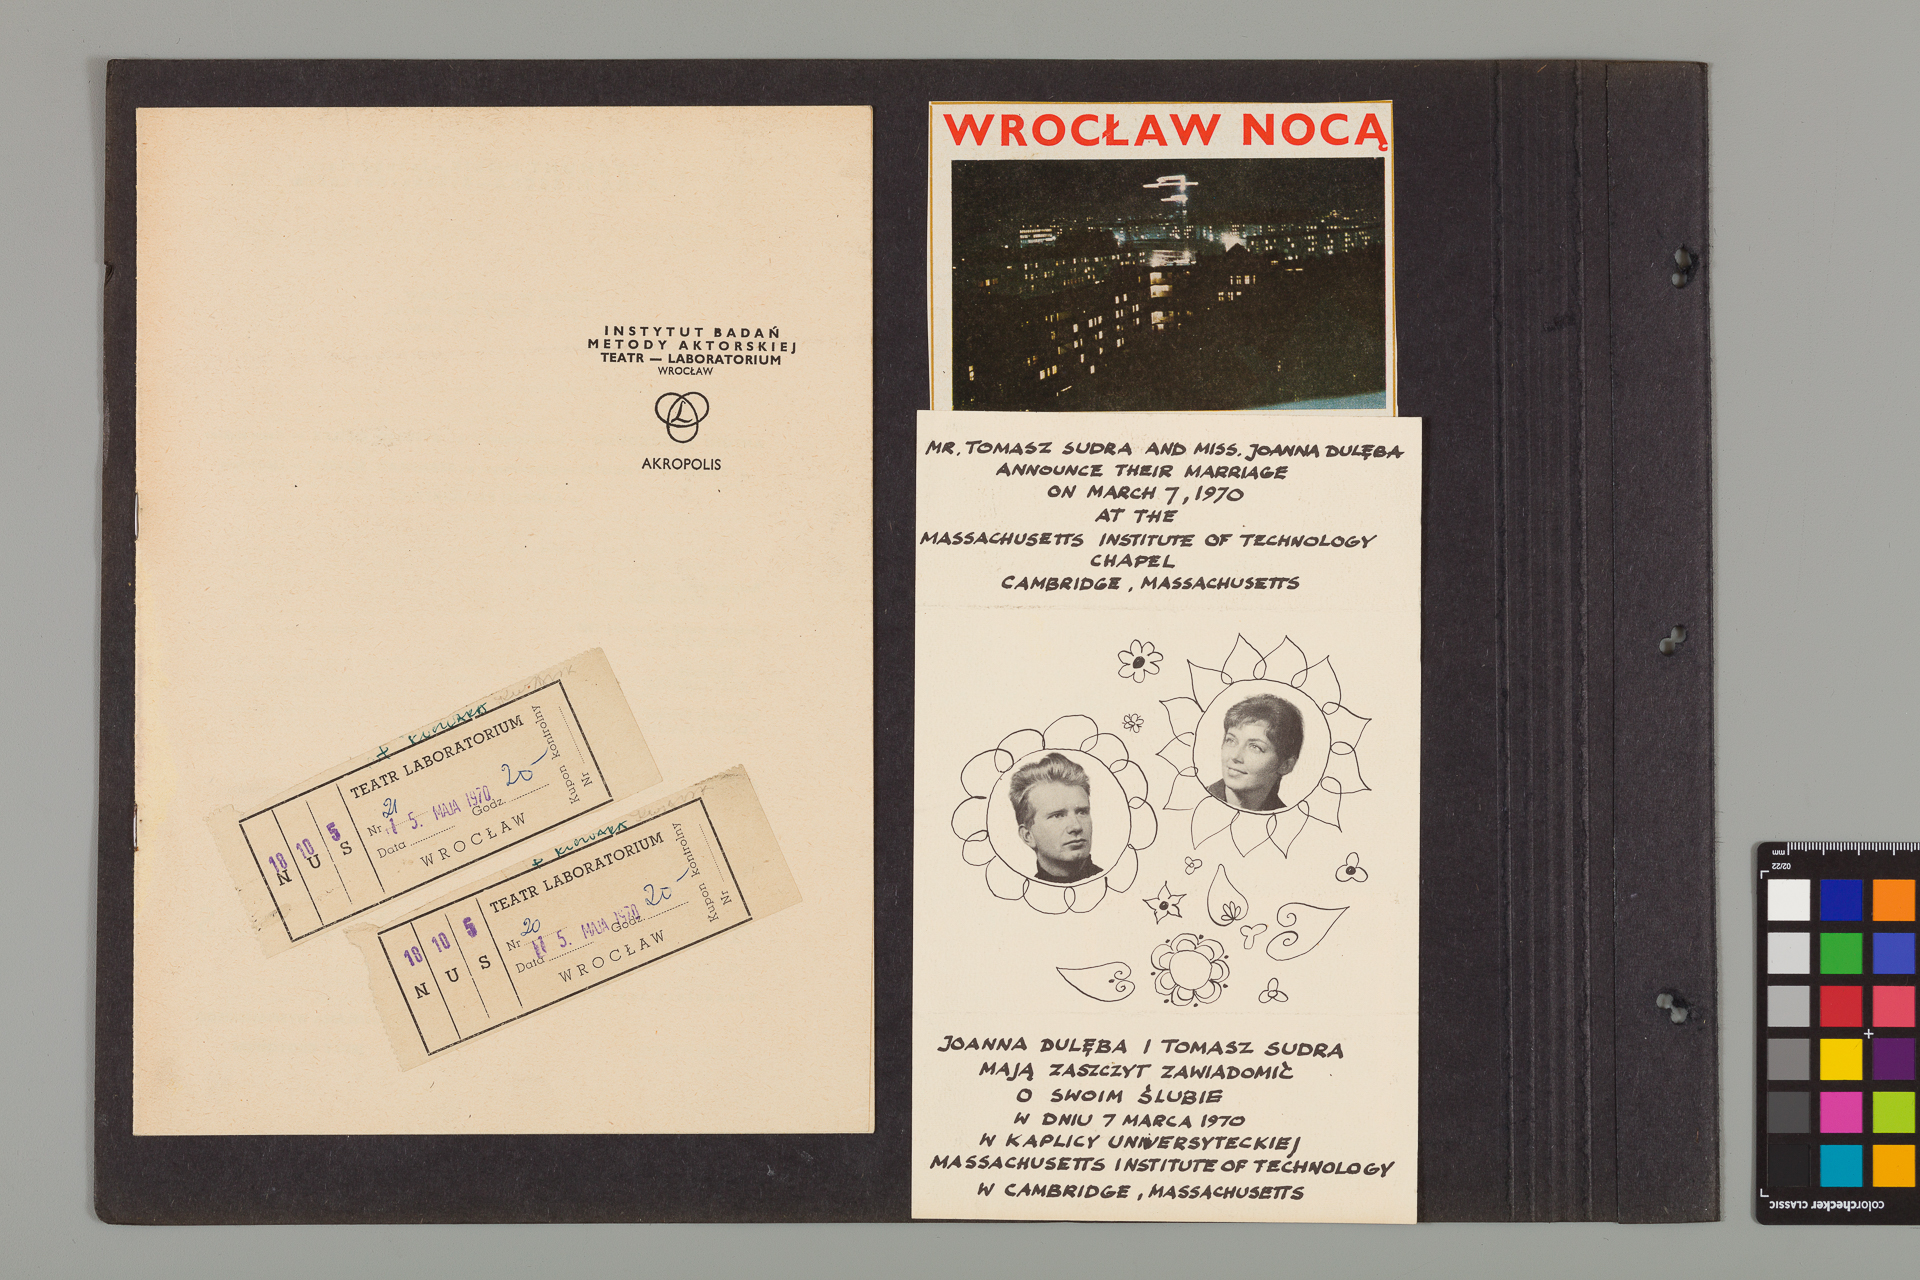 INSTYTUT BADAŃ
METODY AKTORSKIEJ
TEATR — LABORATORIUM
WROCŁAW
L
AKROPOLIS
TEATR LABORATORIUM
Nr 21
5. MAJA 1970
Data Godz. 20
WROCŁAW
18 10 5
N U S
Kupon kontrolny
Nr
TEATR LABORATORIUM
Nr 20
5. MAJA 1970
Data Godz. 20
WROCŁAW
18 10 5
N U S
Kupon kontrolny
Nr
WROCŁAW NOCĄ
MR. TOMASZ SUDRA AND MISS. JOANNA DULĘBA
ANNOUNCE THEIR MARRIAGE
ON MARCH 7, 1970
AT THE
MASSACHUSETTS INSTITUTE OF TECHNOLOGY
CHAPEL
CAMBRIDGE, MASSACHUSETTS
JOANNA DULĘBA I TOMASZ SUDRA
MAJĄ ZASZCZYT ZAWIADOMIĆ
O SWOIM ŚLUBIE
W DNIU 7 MARCA 1970
W KAPLICY UNIVERSYTECKIEJ
MASSACHUSETTS INSTITUTE OF TECHNOLOGY
W CAMBRIDGE, MASSACHUSETTS
mm
02/22
colorchecker CLASSIC